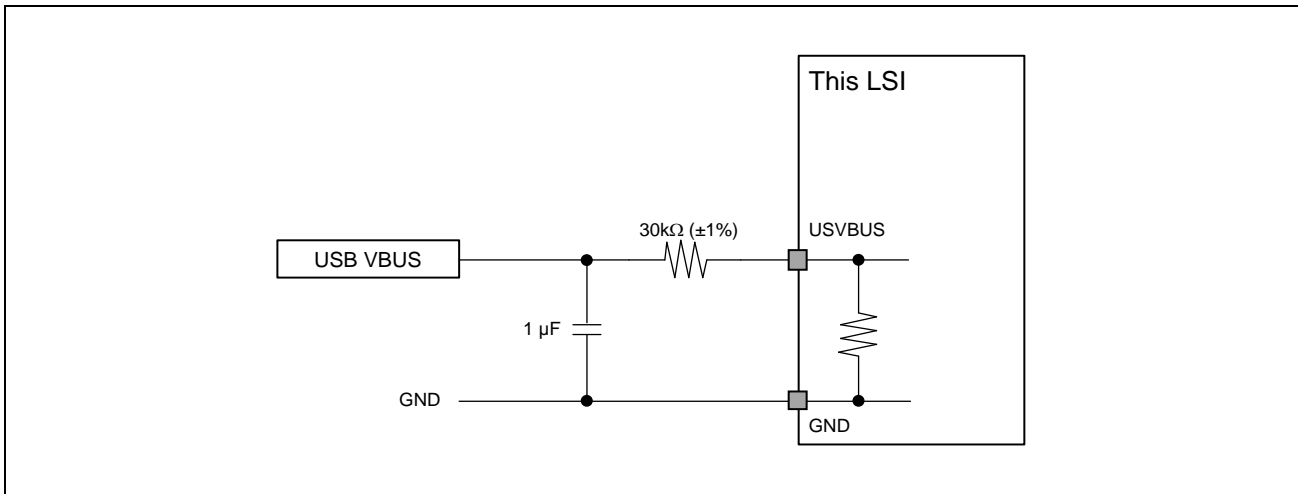 This LSI
30kΩ (±1%)
USVBUS
USB VBUS
1 µF
GND
GND